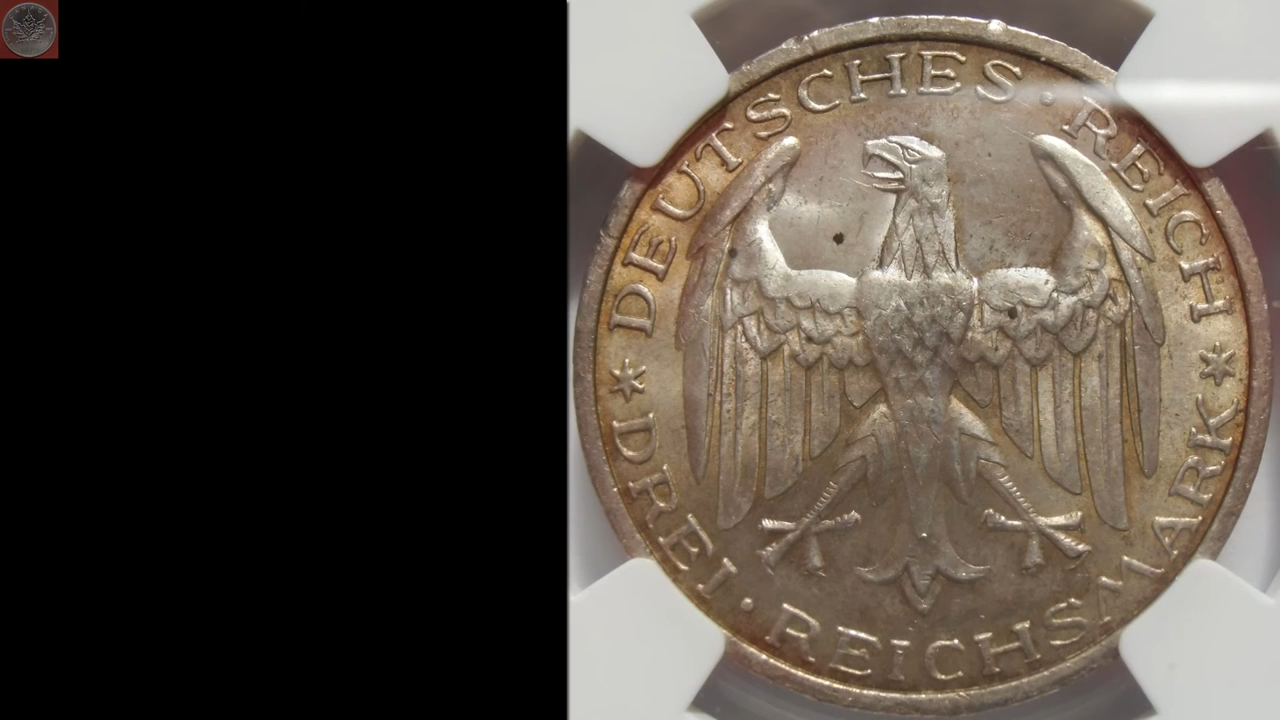 DEUTSCHES · REICH
* DREI · REICHSMARK *